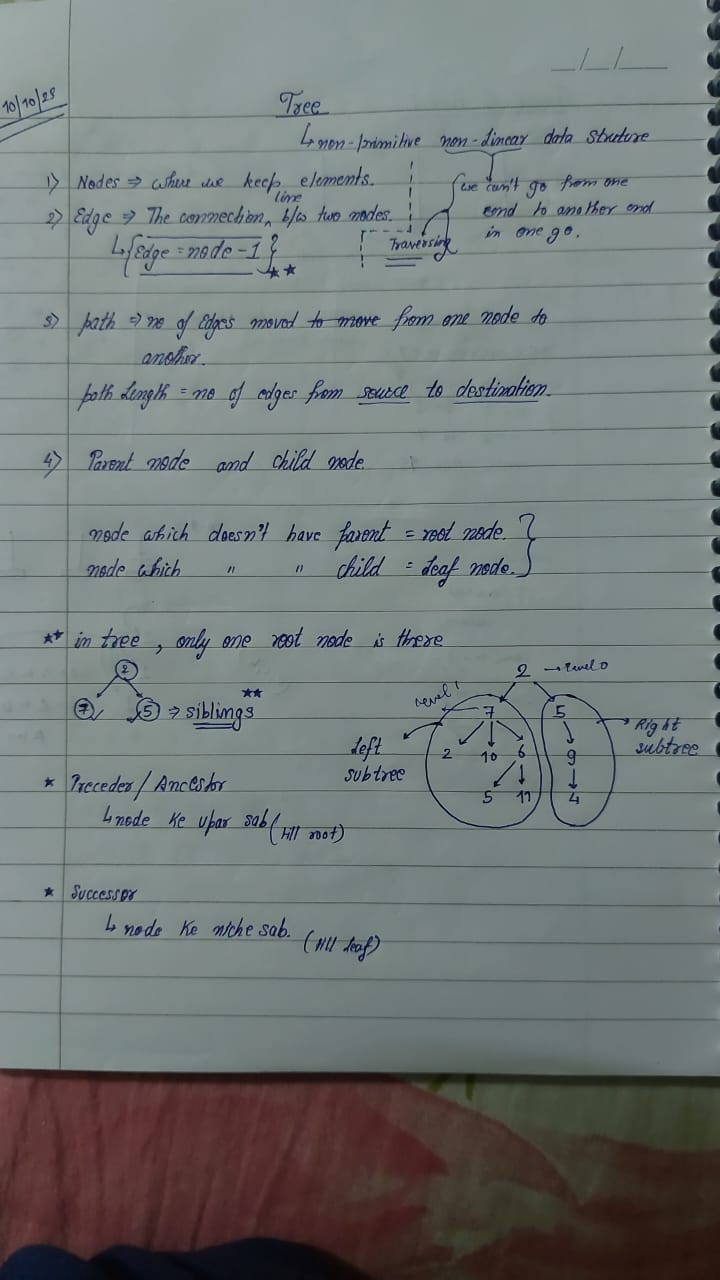 10/10/25
Tree
↳ non-primitive non-linear data struture
1) Nodes ⇒ where we keep elements.
2) Edge ⇒ The connection line b/w two nodes.
↳ {Edge = node - 1} ★★
we can't go from one
end to another end
in one go.
Traversing
3) path ⇒ no of Edges moved to move from one node to
another.
path length = no of edges from source to destination.
4) Parent node and child node
node which doesn't have parent = root node.
node which " " child = leaf node.
★★ in tree, only one root node is there
2
7 5 ⇒ siblings ★★
2 → level 0
level 1
7 5
2 10 6 9
5 11 4
left
subtree
Right
subtree
★ Preceder / Ancestor
↳ node ke upar sab (till root)
★ Successor
↳ node ke niche sab. (till leaf)